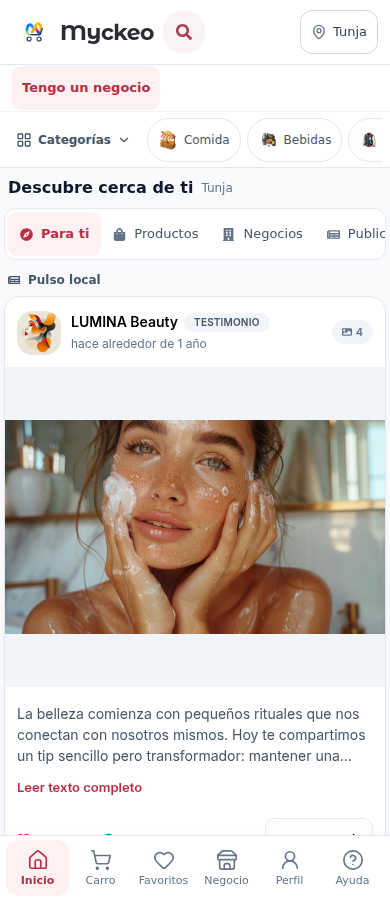 Myckeo
Tunja
Tengo un negocio
Categorías
Comida
Bebidas
Descubre cerca de ti Tunja
Para ti
Productos
Negocios
Public
Pulso local
LUMINA Beauty TESTIMONIO
hace alrededor de 1 año
4
La belleza comienza con pequeños rituales que nos
conectan con nosotros mismos. Hoy te compartimos
un tip sencillo pero transformador: mantener una...
Leer texto completo
Inicio
Carro
Favoritos
Negocio
Perfil
Ayuda